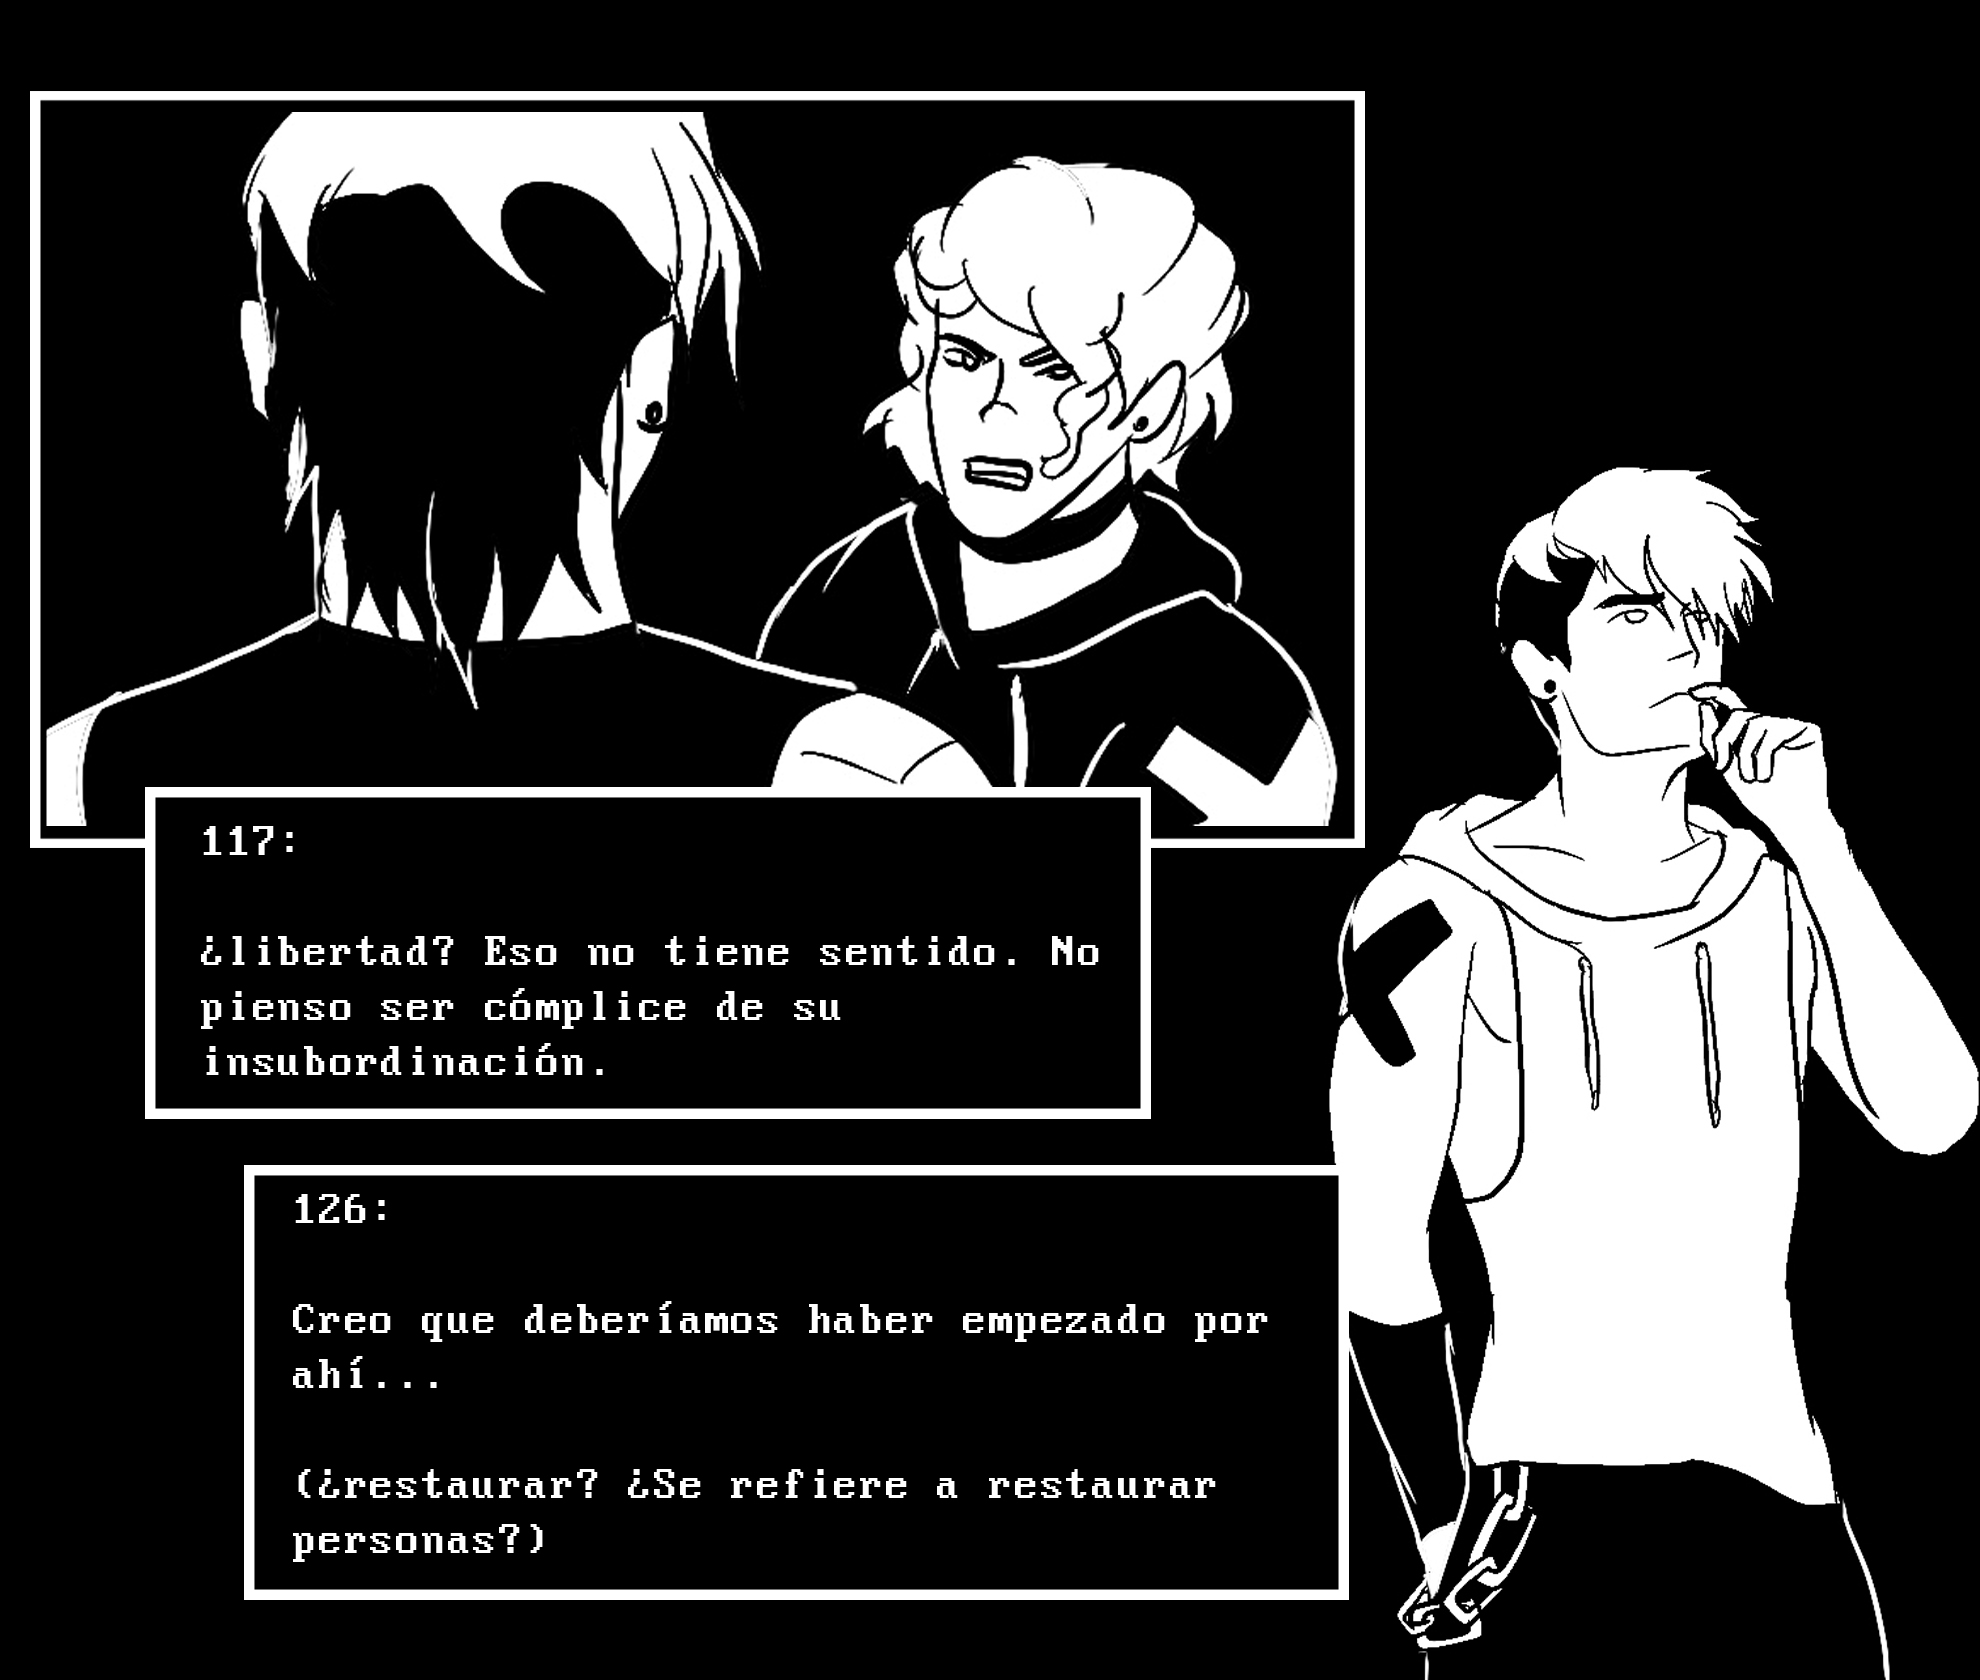 117:
¿libertad? Eso no tiene sentido. No
pienso ser cómplice de su
insubordinación.
126:
Creo que deberíamos haber empezado por
ahí...
(¿restaurar? ¿Se refiere a restaurar
personas?)